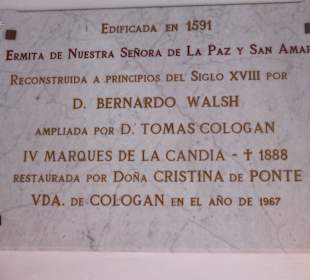 Edificada en 1591
Ermita de Nuestra Señora de La Paz y San Amar
Reconstruida a principios del Siglo XVIII por
D. BERNARDO WALSH
ampliada por D. TOMAS COLOGAN
IV MARQUES DE LA CANDIA - † 1888
restaurada por Doña CRISTINA de PONTE
VDA. de COLOGAN en el año de 1967